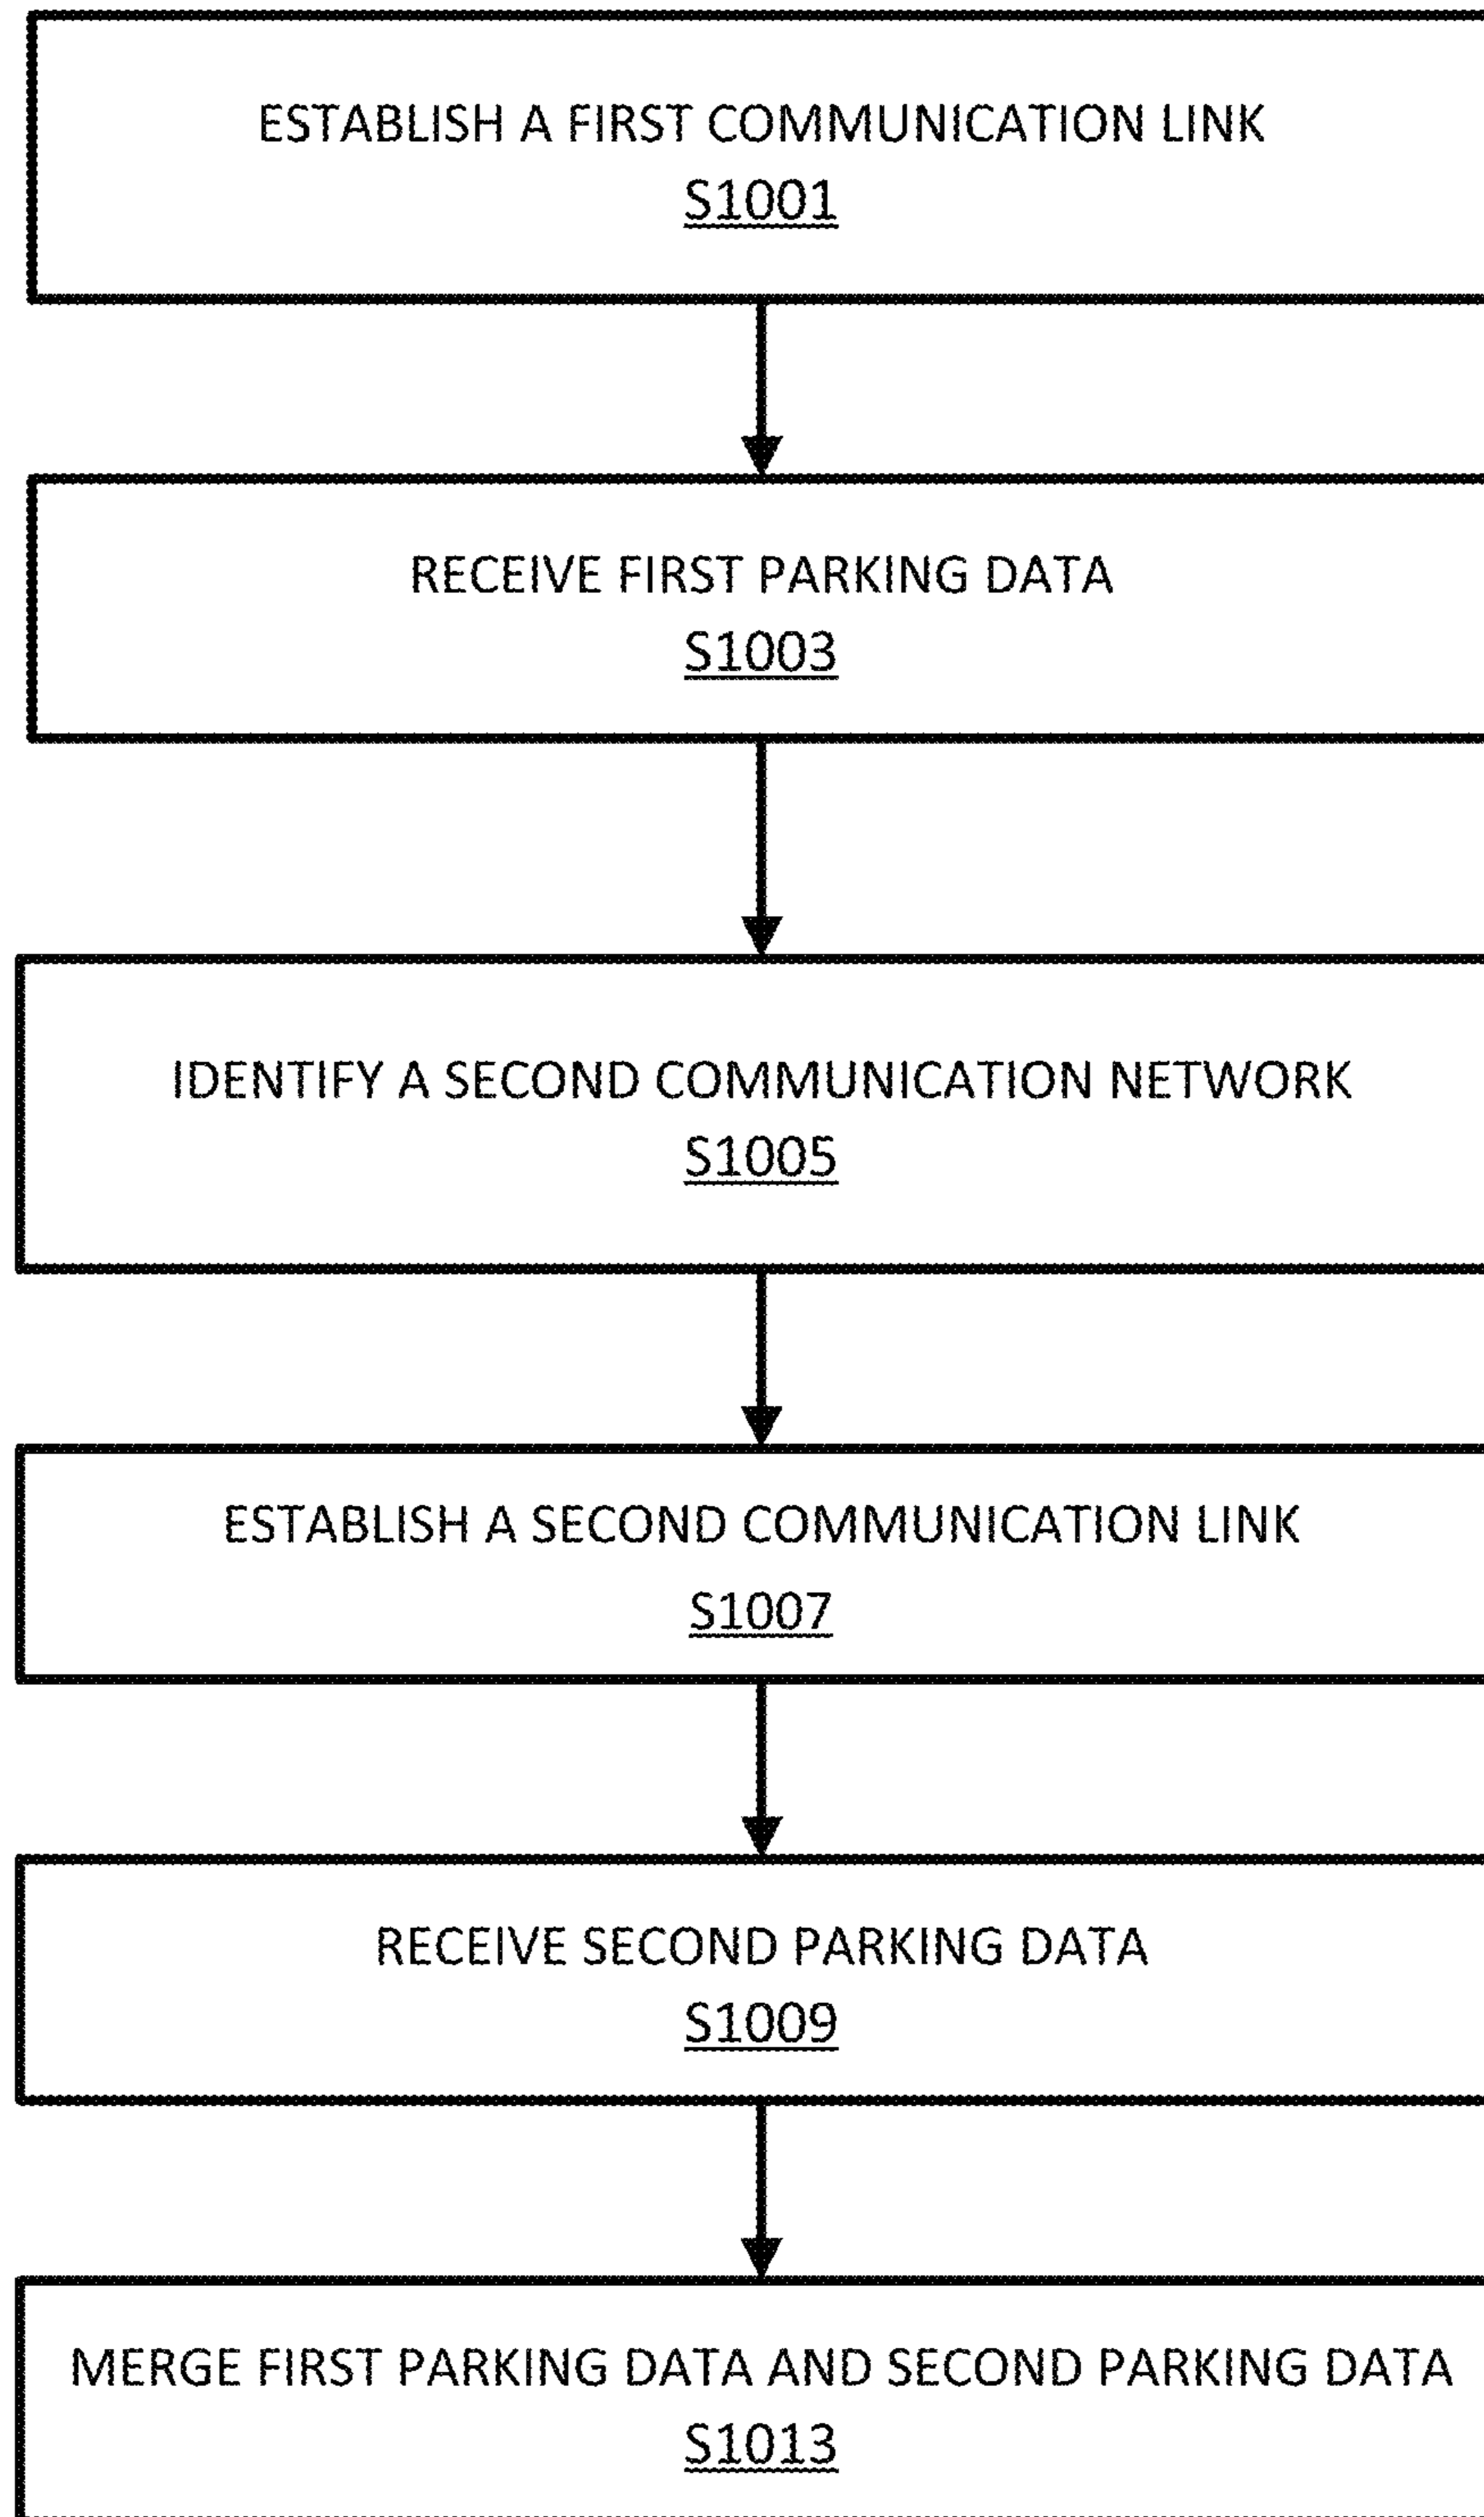 ESTABLISH A FIRST COMMUNICATION LINK
S1001
RECEIVE FIRST PARKING DATA
S1003
IDENTIFY A SECOND COMMUNICATION NETWORK
S1005
ESTABLISH A SECOND COMMUNICATION LINK
S1007
RECEIVE SECOND PARKING DATA
S1009
MERGE FIRST PARKING DATA AND SECOND PARKING DATA
S1013